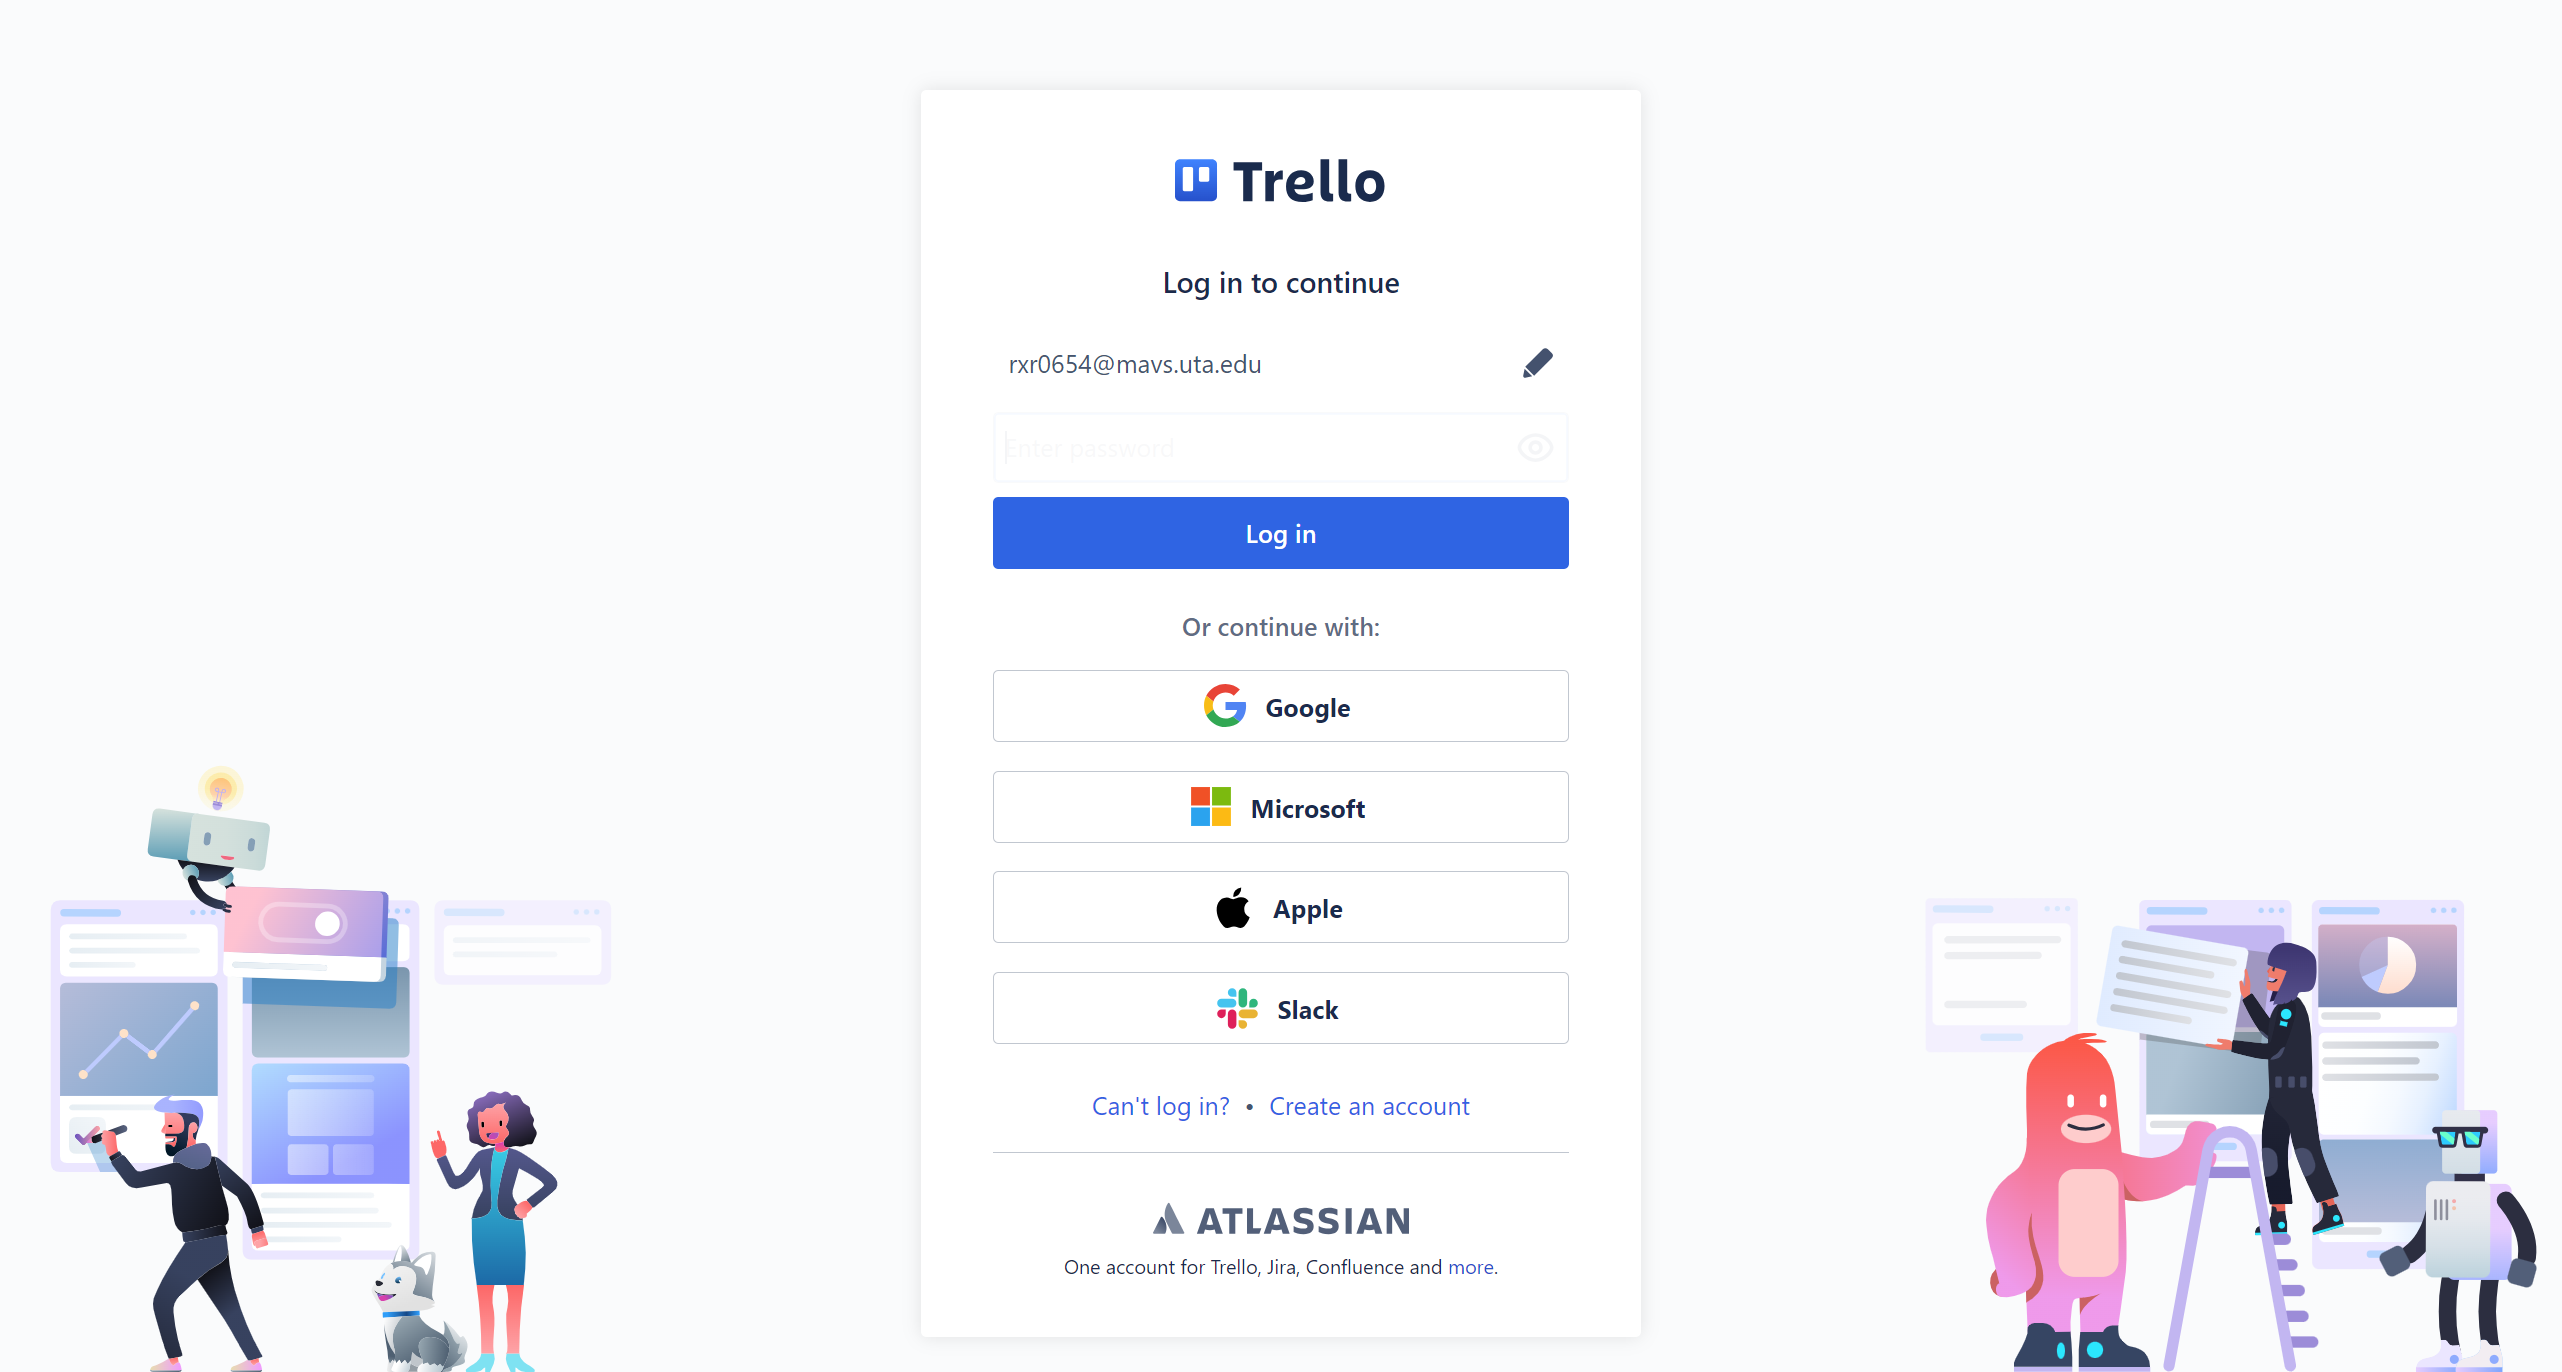 Trello
Log in to continue
rxr0654@mavs.uta.edu
Enter password
Log in
Or continue with:
Google
Microsoft
Apple
Slack
Can't log in? • Create an account
ATLASSIAN
One account for Trello, Jira, Confluence and more.